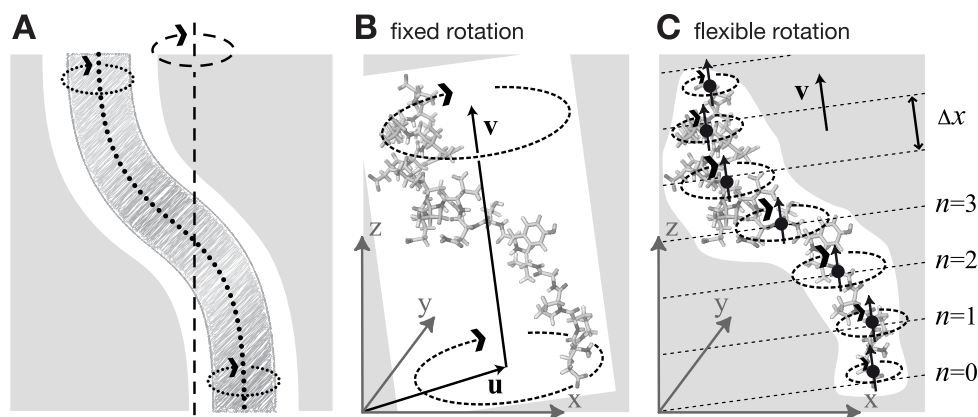 A
B fixed rotation
C flexible rotation
v
v
Δx
n=3
z
z
n=2
y
y
n=1
u
n=0
x
x